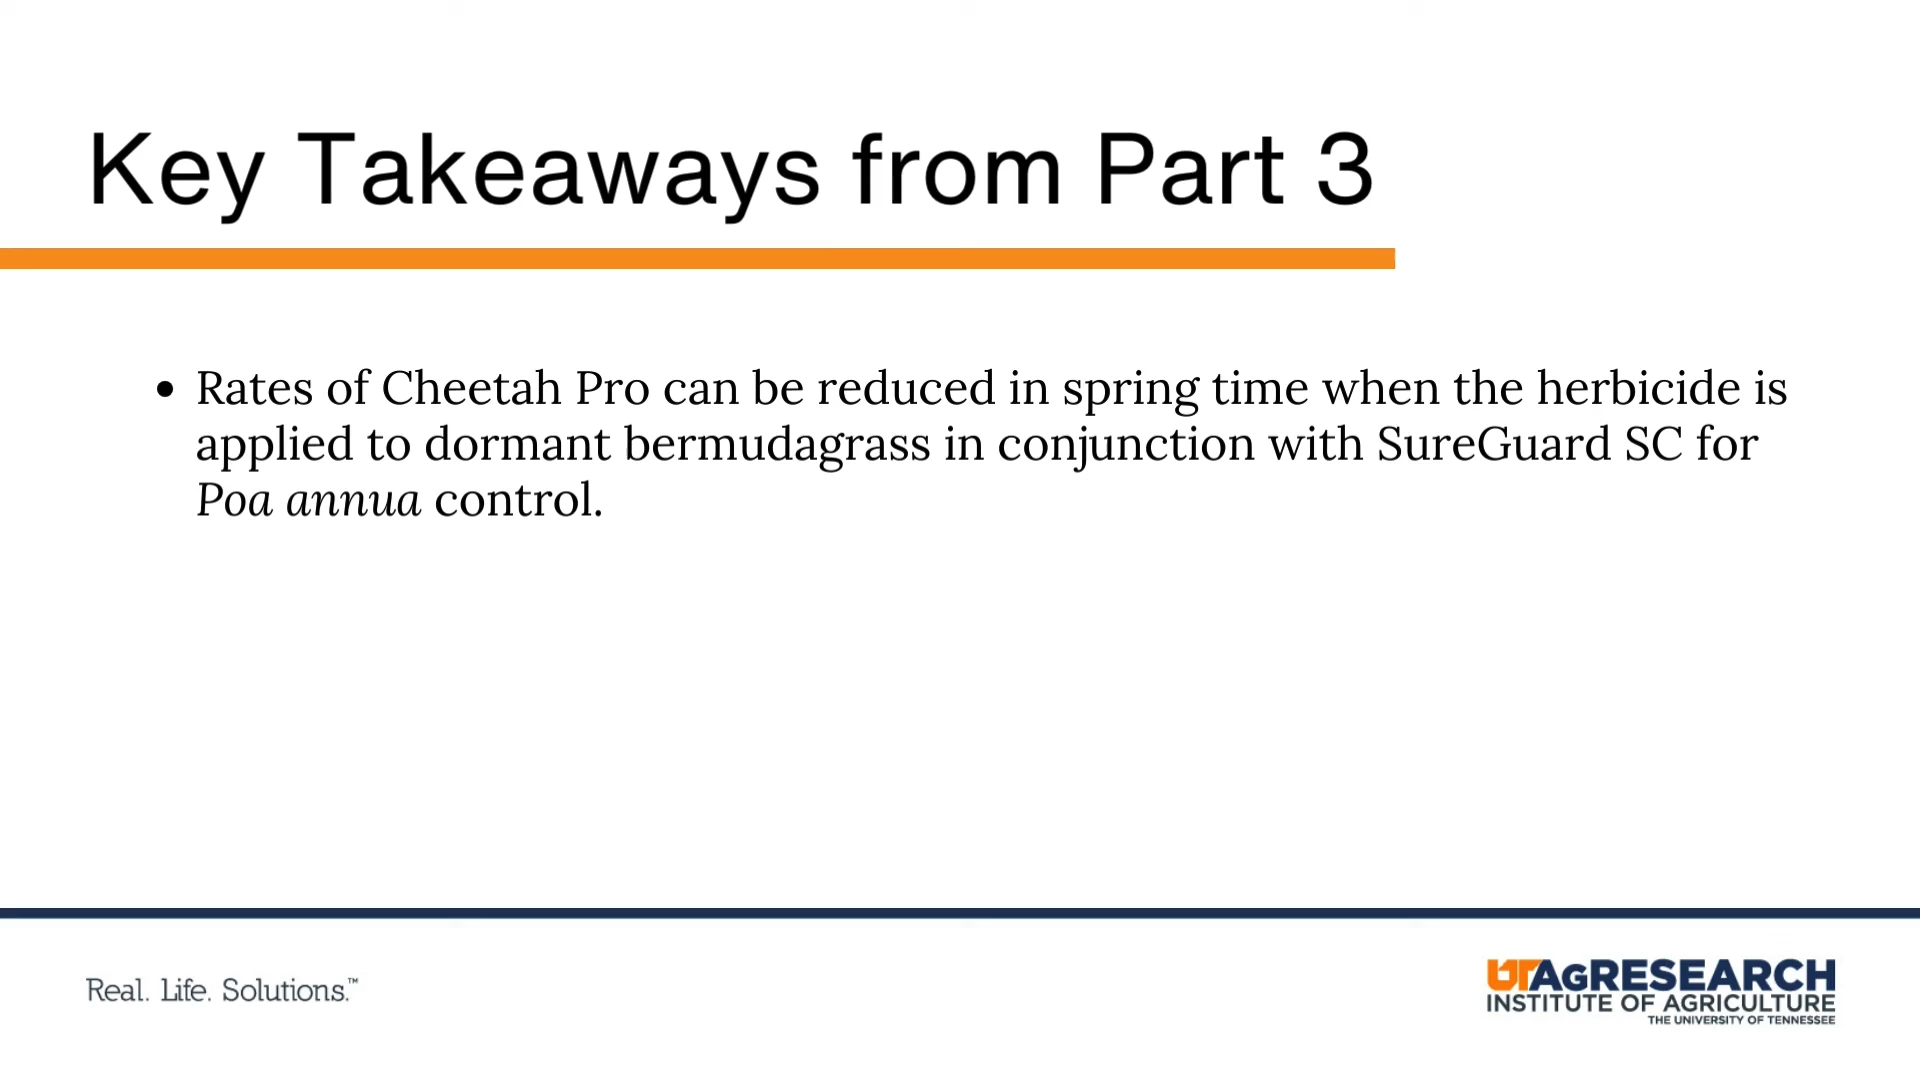 Key Takeaways from Part 3
• Rates of Cheetah Pro can be reduced in spring time when the herbicide is
applied to dormant bermudagrass in conjunction with SureGuard SC for
Poa annua control.
Real. Life. Solutions.™
UTAGRESEARCH
INSTITUTE OF AGRICULTURE
THE UNIVERSITY OF TENNESSEE